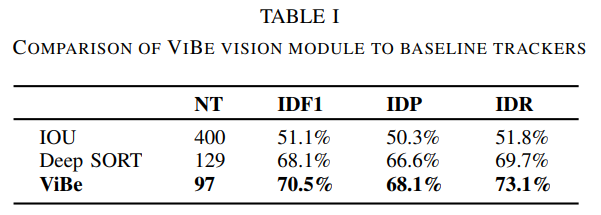 TABLE I
COMPARISON OF VIBE VISION MODULE TO BASELINE TRACKERS
NT IDF1 IDP IDR
IOU 400 51.1% 50.3% 51.8%
Deep SORT 129 68.1% 66.6% 69.7%
ViBe 97 70.5% 68.1% 73.1%